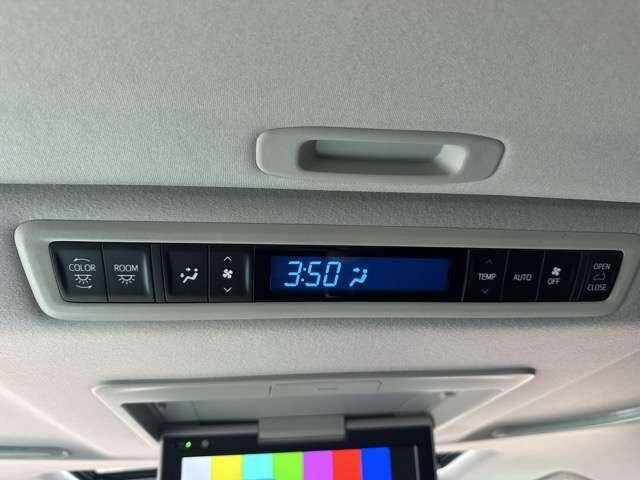 COLOR
ROOM
3:50
TEMP
AUTO
OFF
OPEN
CLOSE